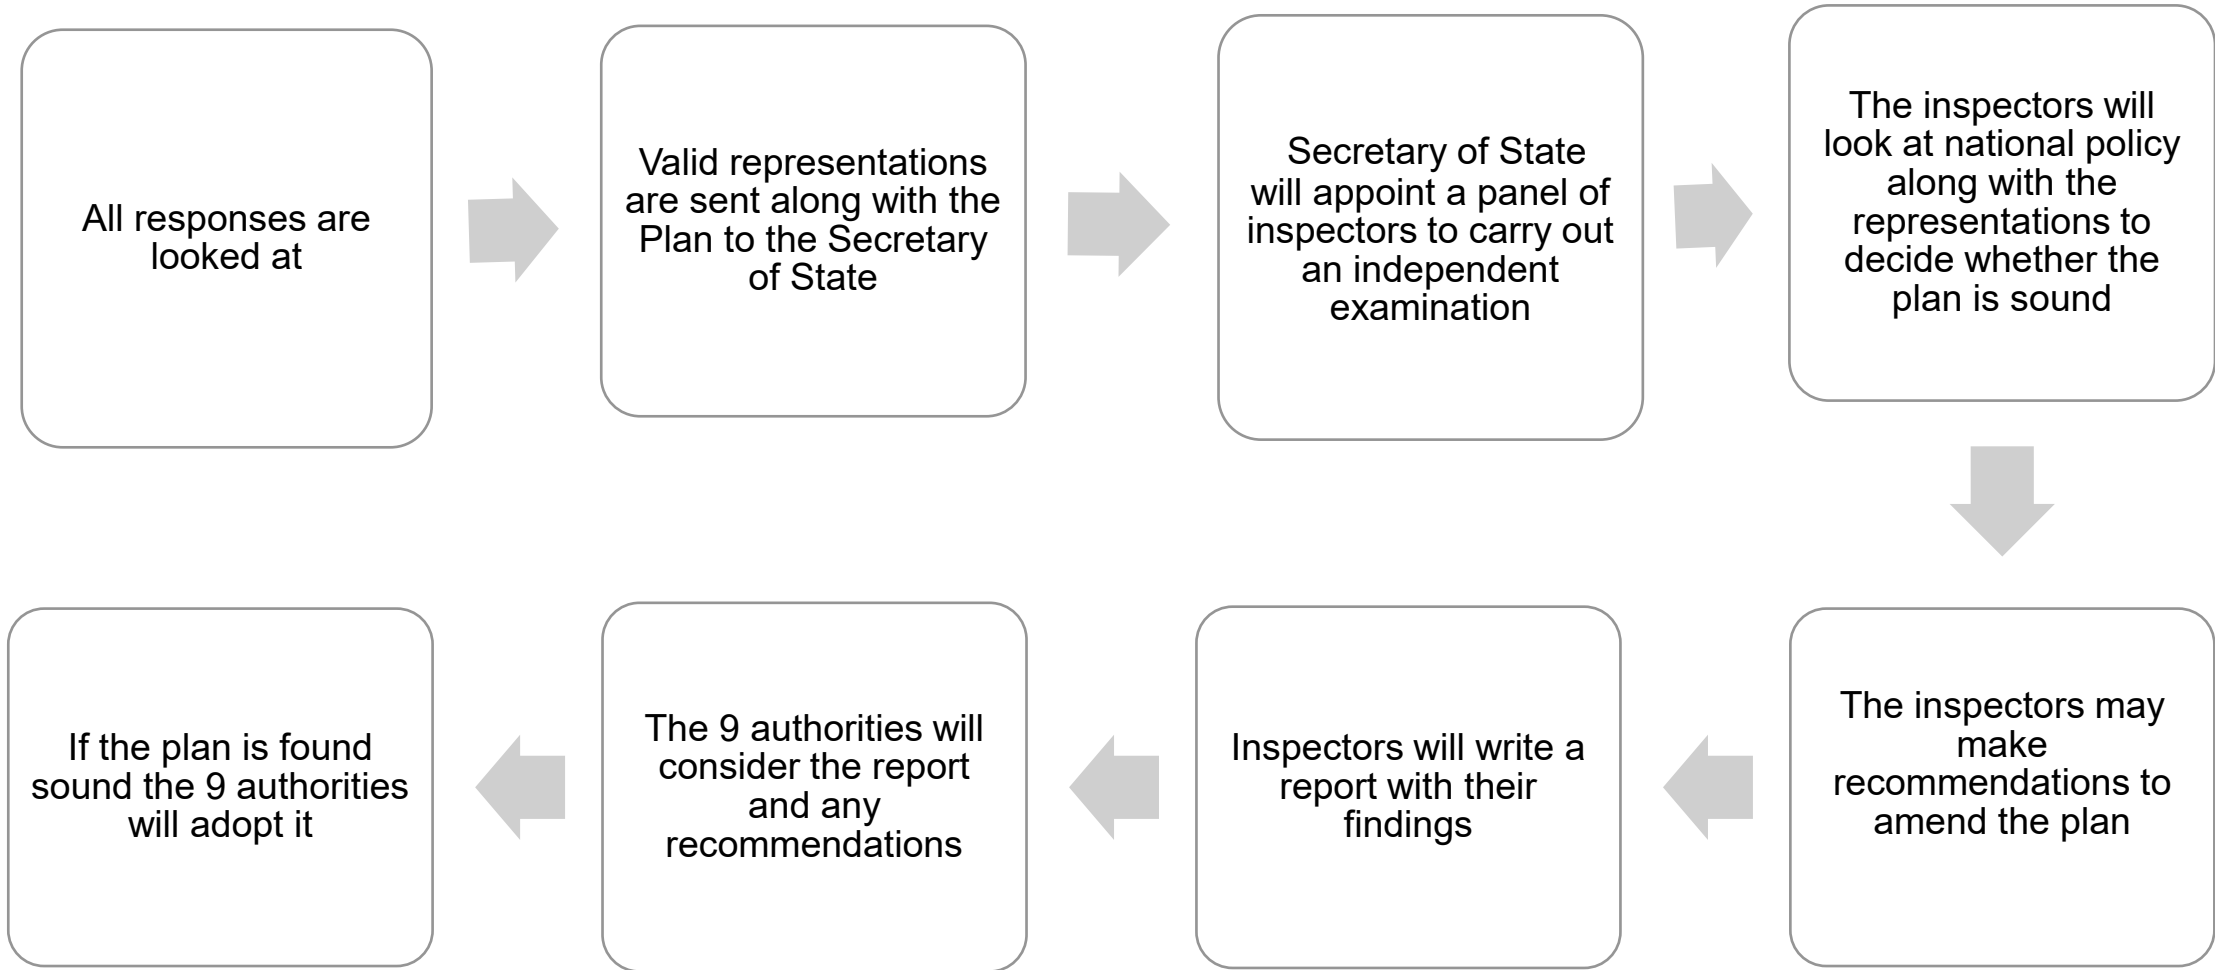 All responses are
looked at
Valid representations
are sent along with the
Plan to the Secretary
of State
Secretary of State
will appoint a panel of
inspectors to carry out
an independent
examination
The inspectors will
look at national policy
along with the
representations to
decide whether the
plan is sound
The inspectors may
make
recommendations to
amend the plan
Inspectors will write a
report with their
findings
The 9 authorities will
consider the report
and any
recommendations
If the plan is found
sound the 9 authorities
will adopt it